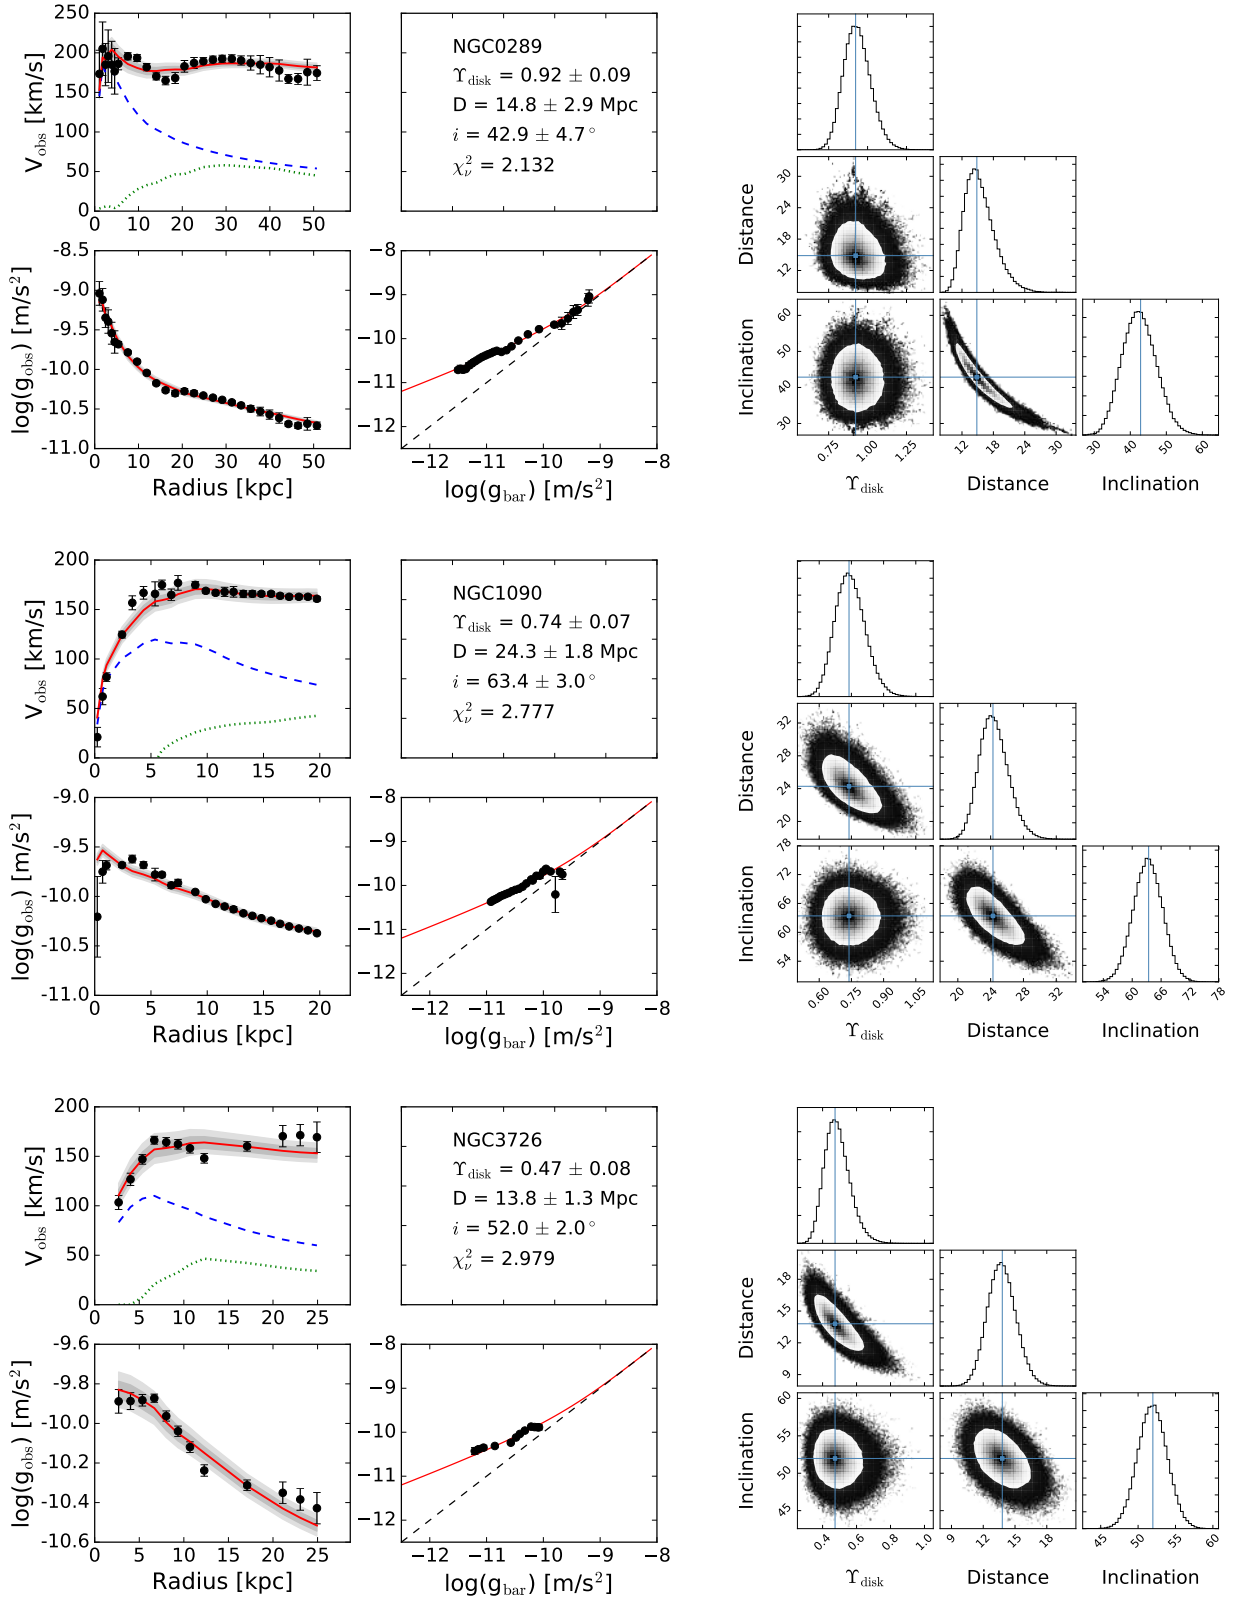 250
200
150
100
50
0
V_obs [km/s]
0 10 20 30 40 50
NGC0289
ϒ_disk = 0.92 ± 0.09
D = 14.8 ± 2.9 Mpc
i = 42.9 ± 4.7°
χ²_ν = 2.132
-8.5
-9.0
-9.5
-10.0
-10.5
-11.0
log(g_obs) [m/s²]
0 10 20 30 40 50
Radius [kpc]
−8
−9
−10
−11
−12
−12 −11 −10 −9 −8
log(g_bar) [m/s²]
30
24
18
12
Distance
60
50
40
30
Inclination
0.75 1.00 1.25
ϒ_disk
12 18 24 30
Distance
30 40 50 60
Inclination
200
150
100
50
0
V_obs [km/s]
0 5 10 15 20
NGC1090
ϒ_disk = 0.74 ± 0.07
D = 24.3 ± 1.8 Mpc
i = 63.4 ± 3.0°
χ²_ν = 2.777
-9.0
-9.5
-10.0
-10.5
-11.0
log(g_obs) [m/s²]
0 5 10 15 20
Radius [kpc]
−8
−9
−10
−11
−12
−12 −11 −10 −9 −8
log(g_bar) [m/s²]
32
28
24
20
Distance
78
72
66
60
54
Inclination
0.60 0.75 0.90 1.05
ϒ_disk
20 24 28 32
Distance
54 60 66 72 78
Inclination
200
150
100
50
0
V_obs [km/s]
0 5 10 15 20 25
NGC3726
ϒ_disk = 0.47 ± 0.08
D = 13.8 ± 1.3 Mpc
i = 52.0 ± 2.0°
χ²_ν = 2.979
-9.6
-9.8
-10.0
-10.2
-10.4
-10.6
log(g_obs) [m/s²]
0 5 10 15 20 25
Radius [kpc]
−8
−9
−10
−11
−12
−12 −11 −10 −9 −8
log(g_bar) [m/s²]
18
15
12
9
Distance
60
55
50
45
Inclination
0.4 0.6 0.8 1.0
ϒ_disk
9 12 15 18
Distance
45 50 55 60
Inclination